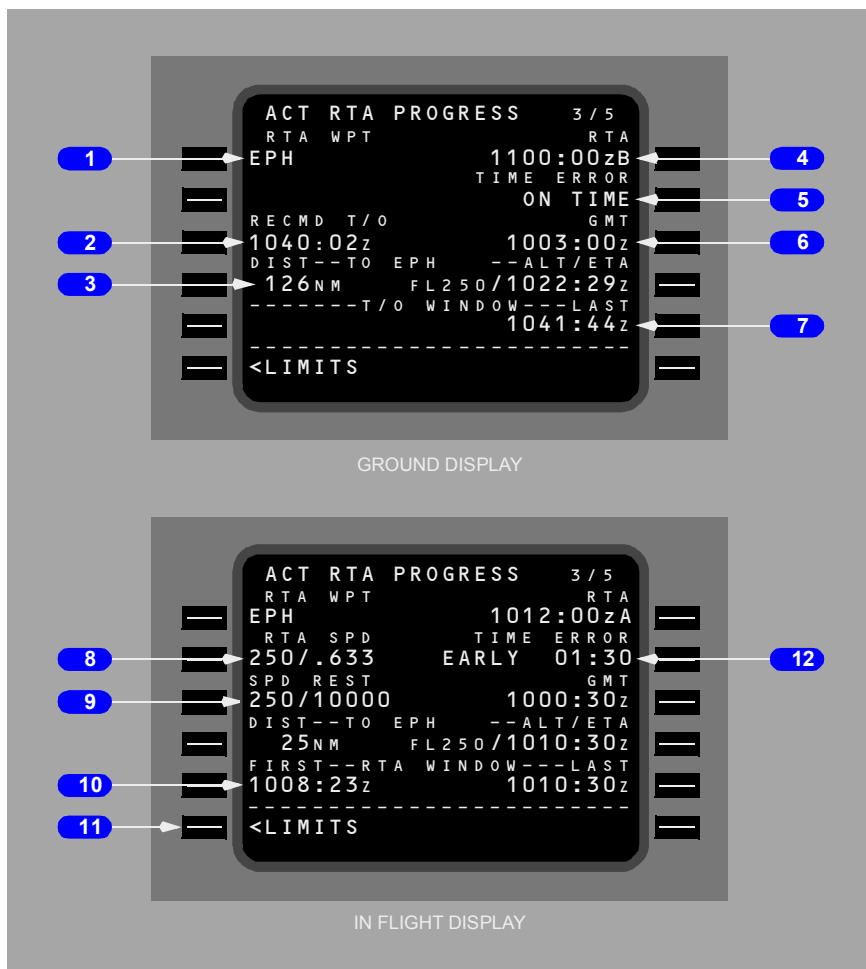 ACT RTA PROGRESS 3/5
RTA WPT RTA
1 EPH 1100:00zB 4
TIME ERROR
ON TIME 5
RECMD T/O GMT
2 1040:02z 1003:00z 6
DIST--TO EPH --ALT/ETA
3 126NM FL250/1022:29z
-------T/O WINDOW---LAST
1041:44z 7
------------------------
<LIMITS
GROUND DISPLAY
ACT RTA PROGRESS 3/5
RTA WPT RTA
EPH 1012:00zA
RTA SPD TIME ERROR
8 250/.633 EARLY 01:30 12
SPD REST GMT
9 250/10000 1000:30z
DIST--TO EPH --ALT/ETA
25NM FL250/1010:30z
FIRST--RTA WINDOW---LAST
10 1008:23z 1010:30z
------------------------
11 <LIMITS
IN FLIGHT DISPLAY